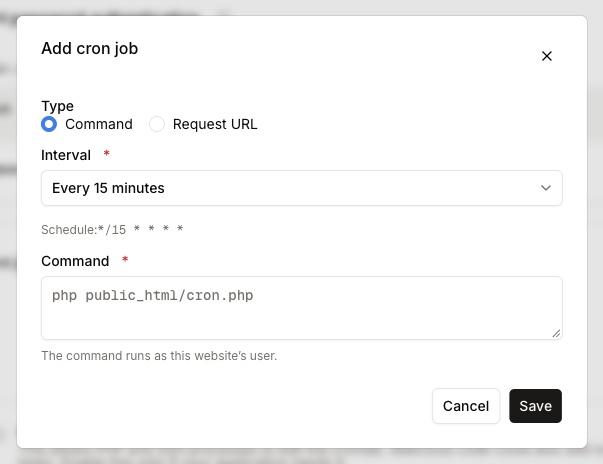 Add cron job
Type
Command Request URL
Interval *
Every 15 minutes
Schedule:*/15 * * * *
Command *
php public_html/cron.php
The command runs as this website's user.
Cancel Save